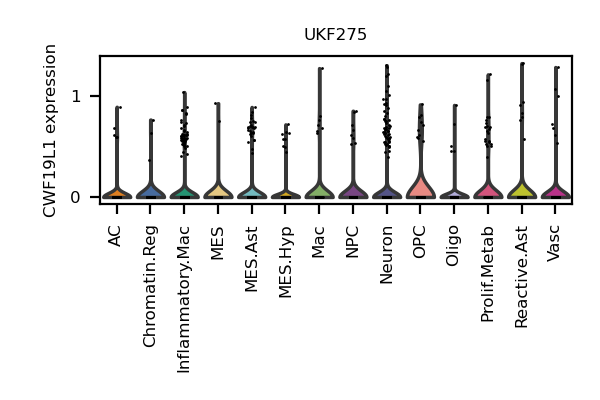 UKF275
CWF19L1 expression
1
0
AC
Chromatin.Reg
Inflammatory.Mac
MES
MES.Ast
MES.Hyp
Mac
NPC
Neuron
OPC
Oligo
Prolif.Metab
Reactive.Ast
Vasc